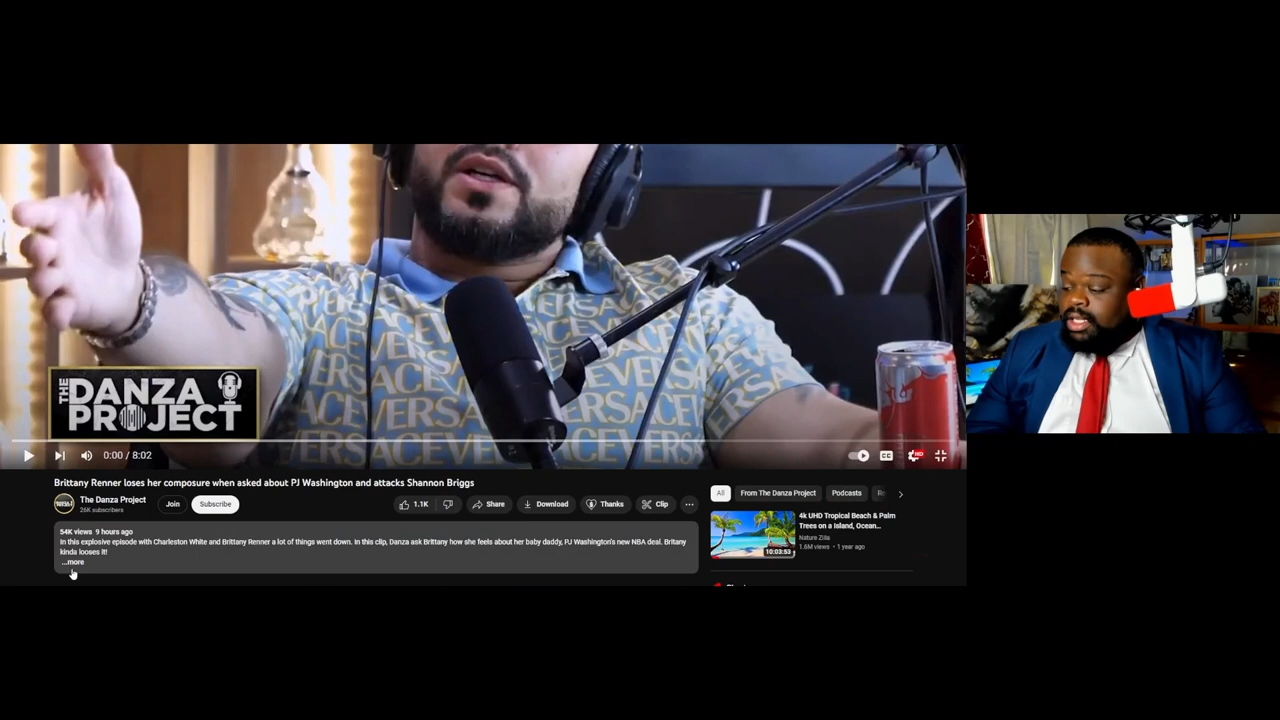 THE DANZA
PROJECT
0:00 / 8:02
CC
HD
Brittany Renner loses her composure when asked about PJ Washington and attacks Shannon Briggs
The Danza Project
26K subscribers
Join
Subscribe
1.1K
Share
Download
Thanks
Clip
54K views 9 hours ago
In this explosive episode with Charleston White and Brittany Renner a lot of things went down. In this clip, Danza ask Brittany how she feels about her baby daddy, PJ Washington's new NBA deal. Britany
kinda looses it!
...more
All
From The Danza Project
Podcasts
4k UHD Tropical Beach & Palm
Trees on a Island, Ocean...
Nature Zilla
1.6M views • 1 year ago
10:03:53